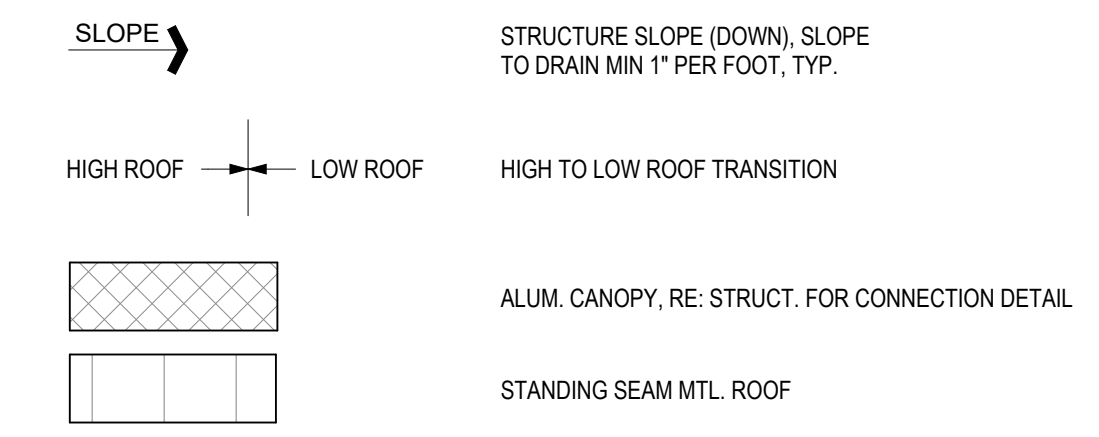 SLOPE
STRUCTURE SLOPE (DOWN), SLOPE
TO DRAIN MIN 1" PER FOOT, TYP.
HIGH ROOF
LOW ROOF
HIGH TO LOW ROOF TRANSITION
ALUM. CANOPY, RE: STRUCT. FOR CONNECTION DETAIL
STANDING SEAM MTL. ROOF